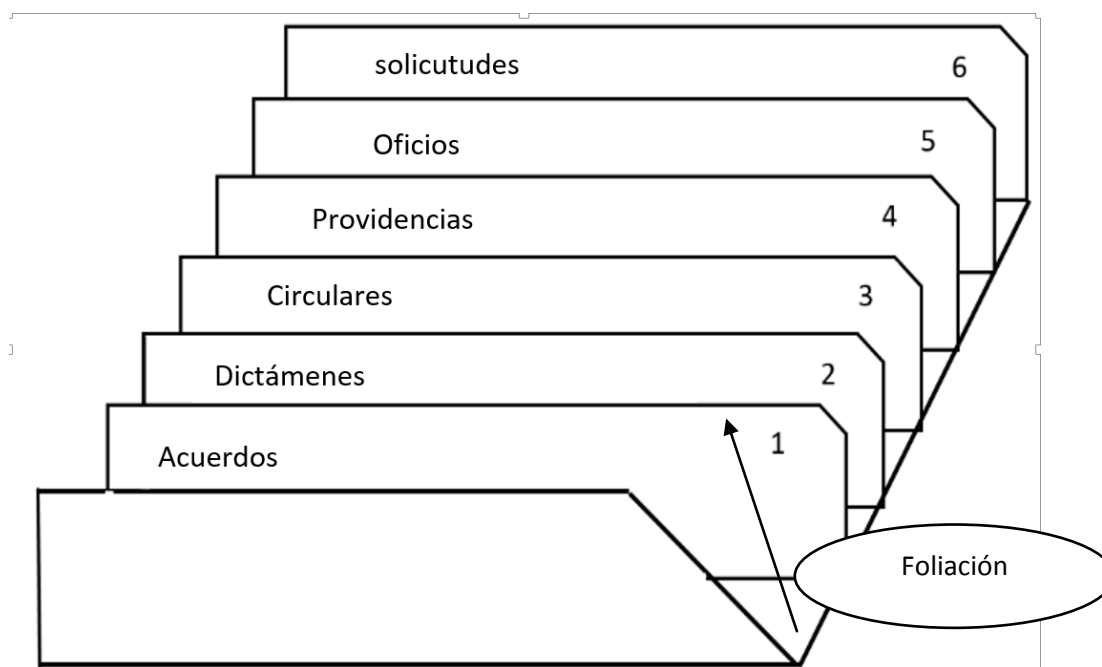 solicutudes 6
Oficios 5
Providencias 4
Circulares 3
Dictámenes 2
Acuerdos 1
Foliación